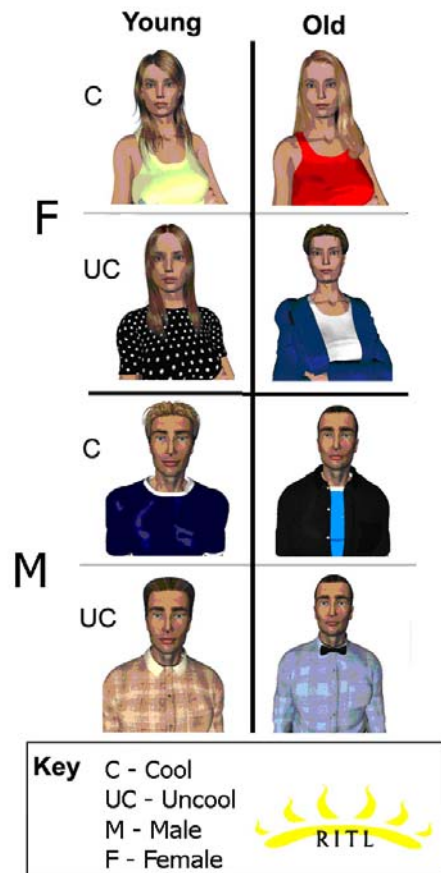 Young Old
C
F
UC
C
M
UC
Key
C - Cool
UC - Uncool
M - Male
F - Female
RITL